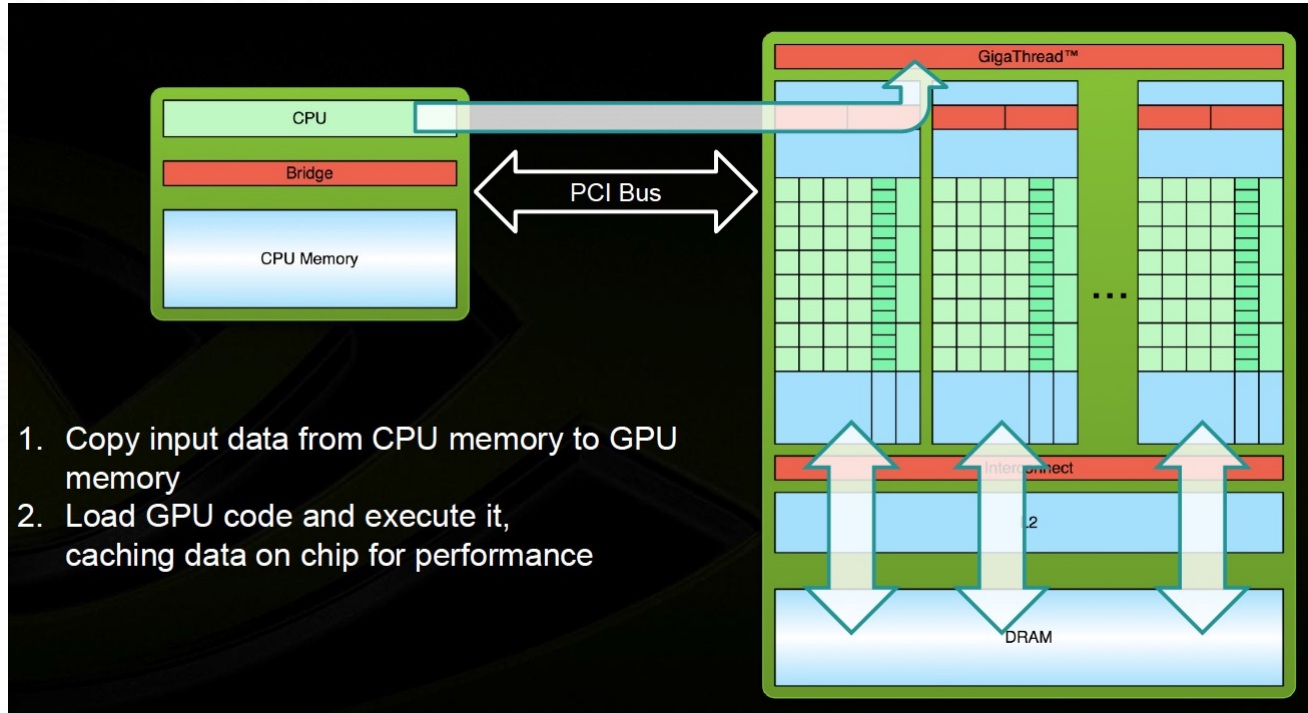 GigaThread™
CPU
Bridge
PCI Bus
CPU Memory
...
1. Copy input data from CPU memory to GPU
memory
2. Load GPU code and execute it,
caching data on chip for performance
Interconnect
L2
DRAM